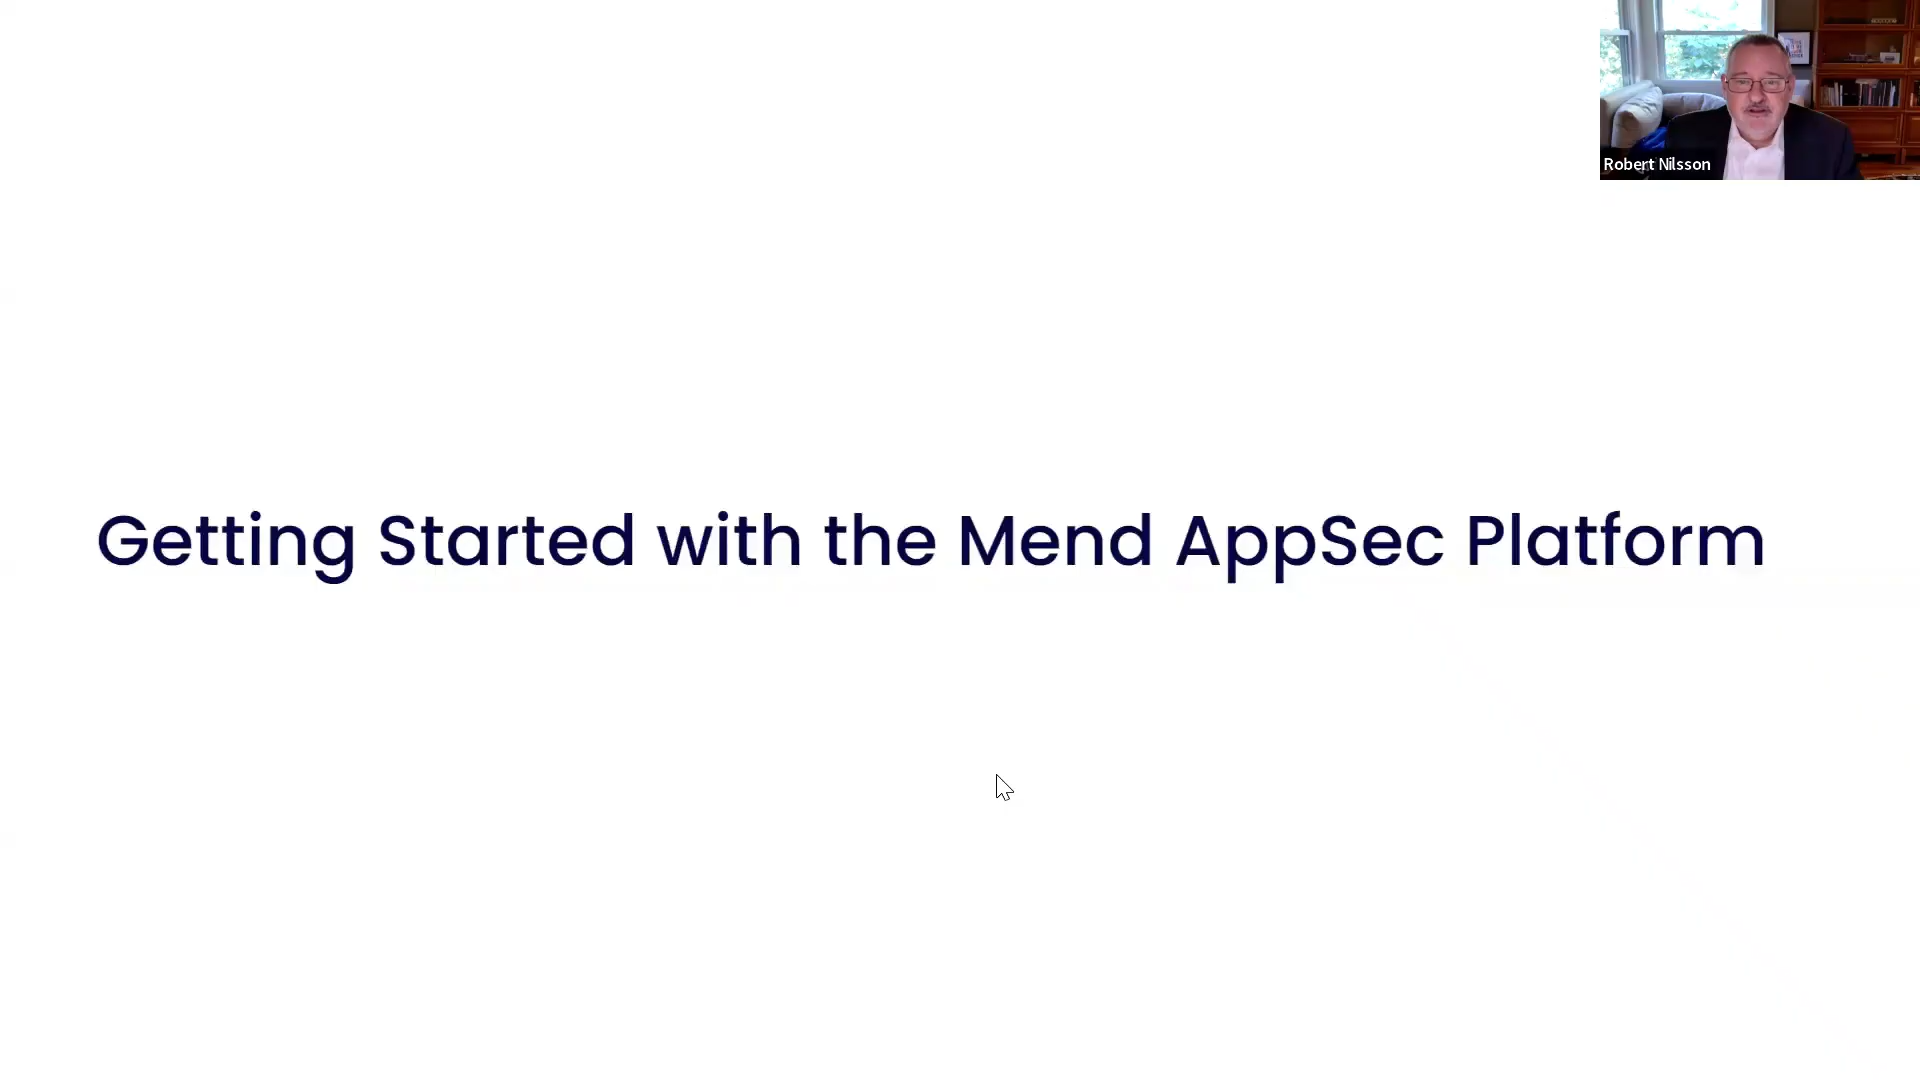 Robert Nilsson
Getting Started with the Mend AppSec Platform